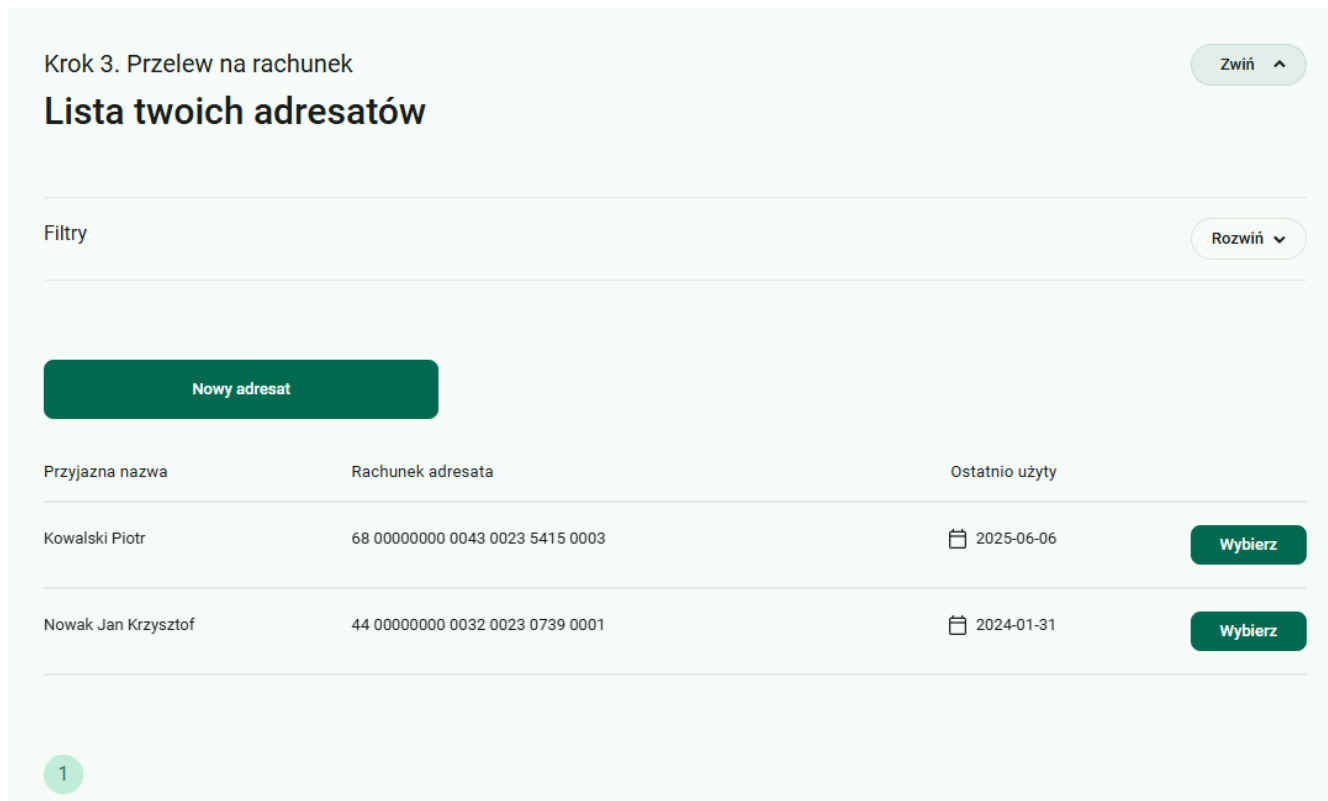 Krok 3. Przelew na rachunek
Zwiń
Lista twoich adresatów
Filtry
Rozwiń
Nowy adresat
Przyjazna nazwa Rachunek adresata Ostatnio użyty
Kowalski Piotr 68 00000000 0043 0023 5415 0003 2025-06-06 Wybierz
Nowak Jan Krzysztof 44 00000000 0032 0023 0739 0001 2024-01-31 Wybierz
1